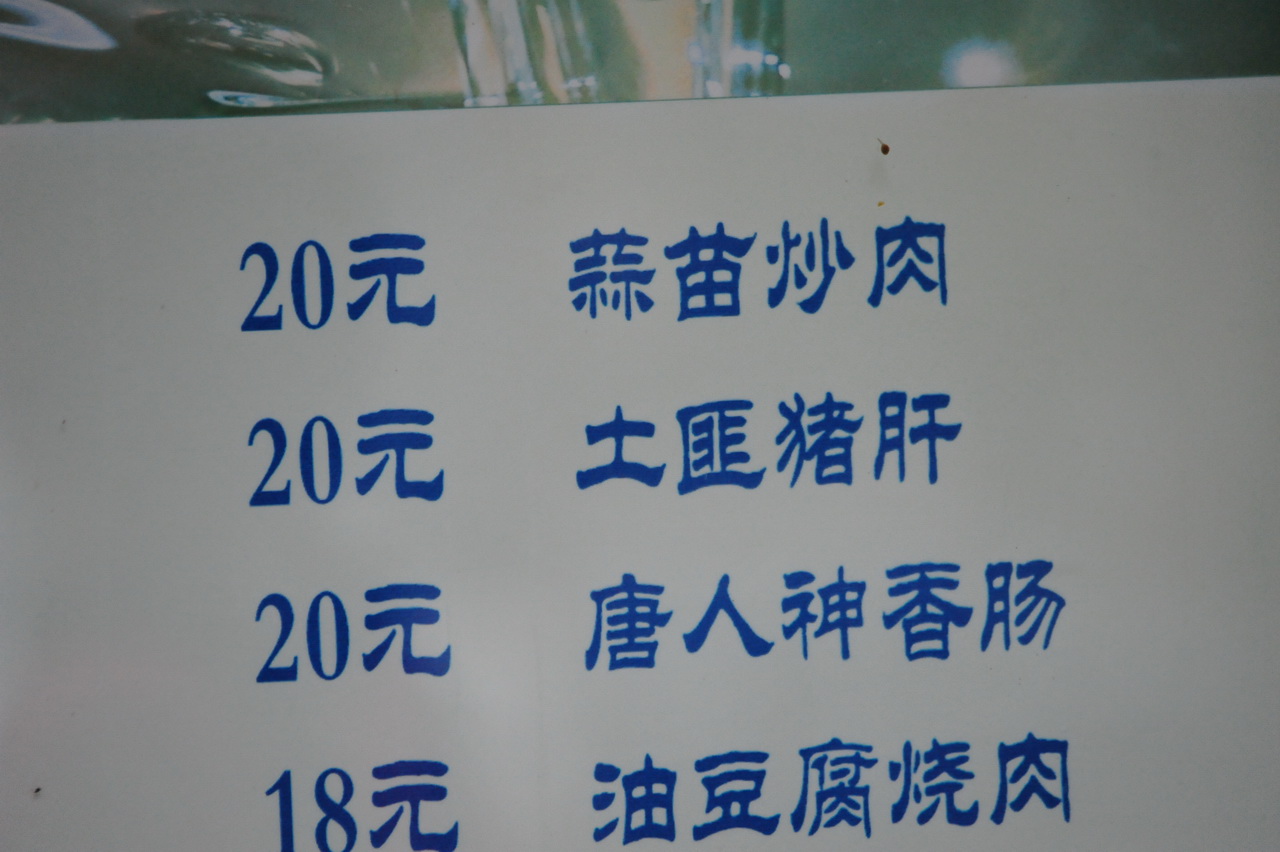 20元 蒜苗炒肉
20元 土匪猪肝
20元 唐人神香肠
18元 油豆腐烧肉